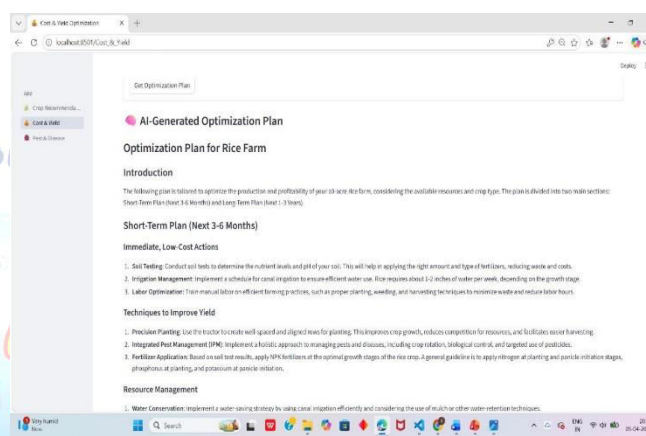 Cost & Yield Optimization
localhost:8501/Cost_&_Yield
Deploy
Get Optimization Plan
Crop Recommenda...
Cost & Yield
Pest & Disease
AI-Generated Optimization Plan
Optimization Plan for Rice Farm
Introduction
The following plan is tailored to optimize the production and profitability of your 10-acre rice farm, considering the available resources and crop type. The plan is divided into two main sections:
Short-Term Plan (Next 3-6 Months) and Long-Term Plan (Next 1-3 Years).
Short-Term Plan (Next 3-6 Months)
Immediate, Low-Cost Actions
1. Soil Testing: Conduct soil tests to determine the nutrient levels and pH of your soil. This will help in applying the right amount and type of fertilizers, reducing waste and costs.
2. Irrigation Management: Implement a schedule for canal irrigation to ensure efficient water use. Rice requires about 1-2 inches of water per week, depending on the growth stage.
3. Labor Optimization: Train manual labor on efficient farming practices, such as proper planting, weeding, and harvesting techniques to minimize waste and reduce labor hours.
Techniques to Improve Yield
1. Precision Planting: Use the tractor to create well-spaced and aligned rows for planting. This improves crop growth, reduces competition for resources, and facilitates easier harvesting.
2. Integrated Pest Management (IPM): Implement a holistic approach to managing pests and diseases, including crop rotation, biological control, and targeted use of pesticides.
3. Fertilizer Application: Based on soil test results, apply NPK fertilizers at the optimal growth stages of the rice crop. A general guideline is to apply nitrogen at planting and panicle initiation stages,
phosphorus at planting, and potassium at panicle initiation.
Resource Management
1. Water Conservation: Implement a water-saving strategy by using canal irrigation efficiently and considering the use of mulch or other water-retention techniques.
Very humid
Now
Search
ENG
IN